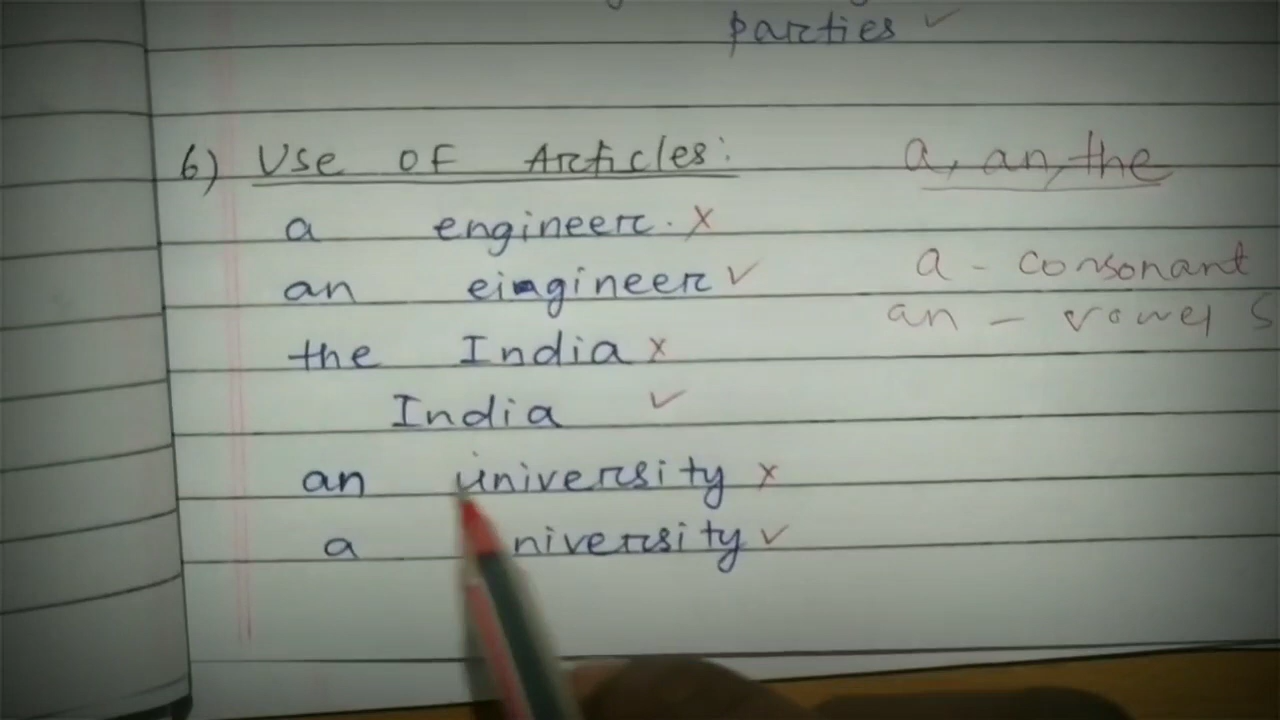 parties ✓
6) Use OF Articles: a, an, the
a engineer. x
an eingineer ✓ a - consonant
the India x an - vowel S
India ✓
an university x
a niversity ✓